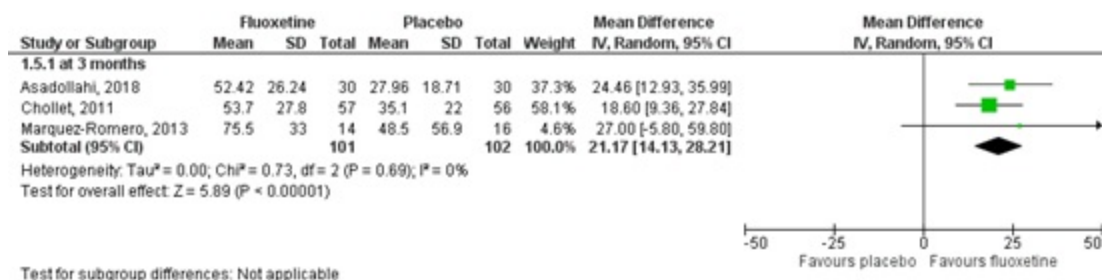 Fluoxetine Placebo Mean Difference Mean Difference
Study or Subgroup Mean SD Total Mean SD Total Weight IV, Random, 95% CI IV, Random, 95% CI
1.5.1 at 3 months
Asadollahi, 2018 52.42 26.24 30 27.96 18.71 30 37.3% 24.46 [12.93, 35.99]
Chollet, 2011 53.7 27.8 57 35.1 22 56 58.1% 18.60 [9.36, 27.84]
Marquez-Romero, 2013 75.5 33 14 48.5 56.9 16 4.6% 27.00 [-5.80, 59.80]
Subtotal (95% CI) 101 102 100.0% 21.17 [14.13, 28.21]
Heterogeneity: Tau² = 0.00; Chi² = 0.73, df = 2 (P = 0.69); I² = 0%
Test for overall effect: Z = 5.89 (P < 0.00001)
-50 -25 0 25 50
Favours placebo Favours fluoxetine
Test for subgroup differences: Not applicable